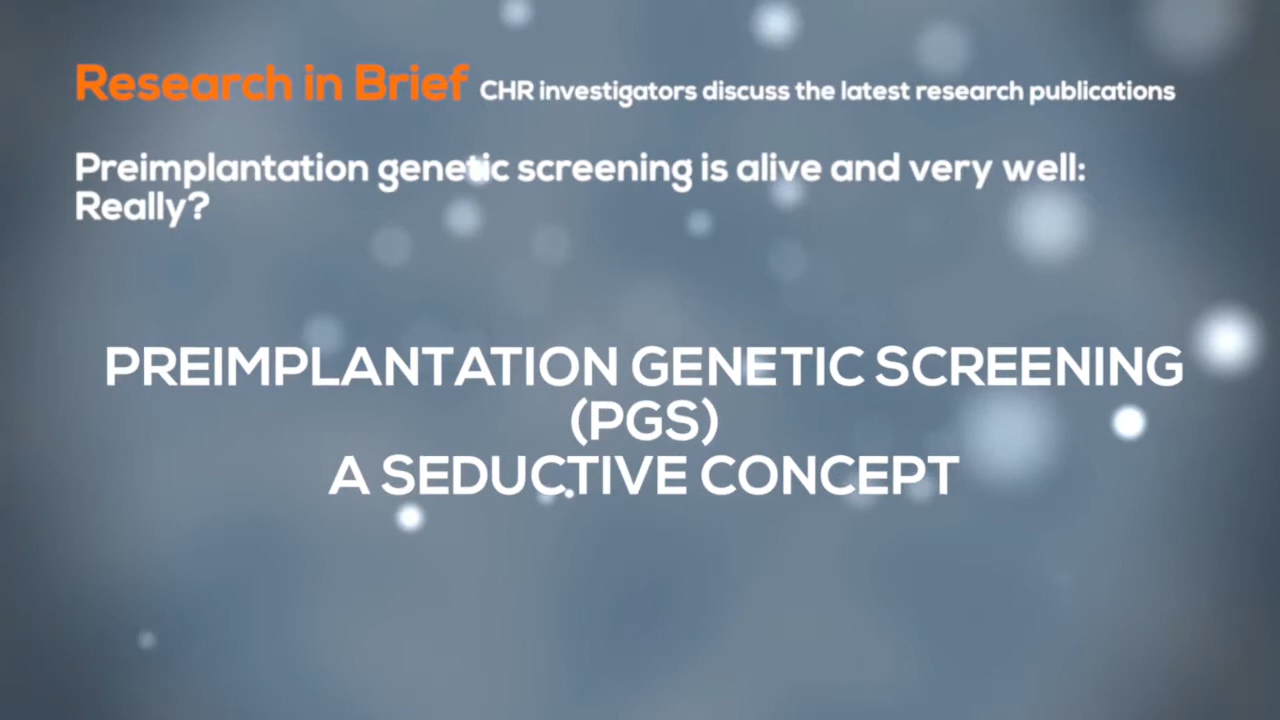 Research in Brief CHR investigators discuss the latest research publications
Preimplantation genetic screening is alive and very well:
Really?
PREIMPLANTATION GENETIC SCREENING
(PGS)
A SEDUCTIVE CONCEPT